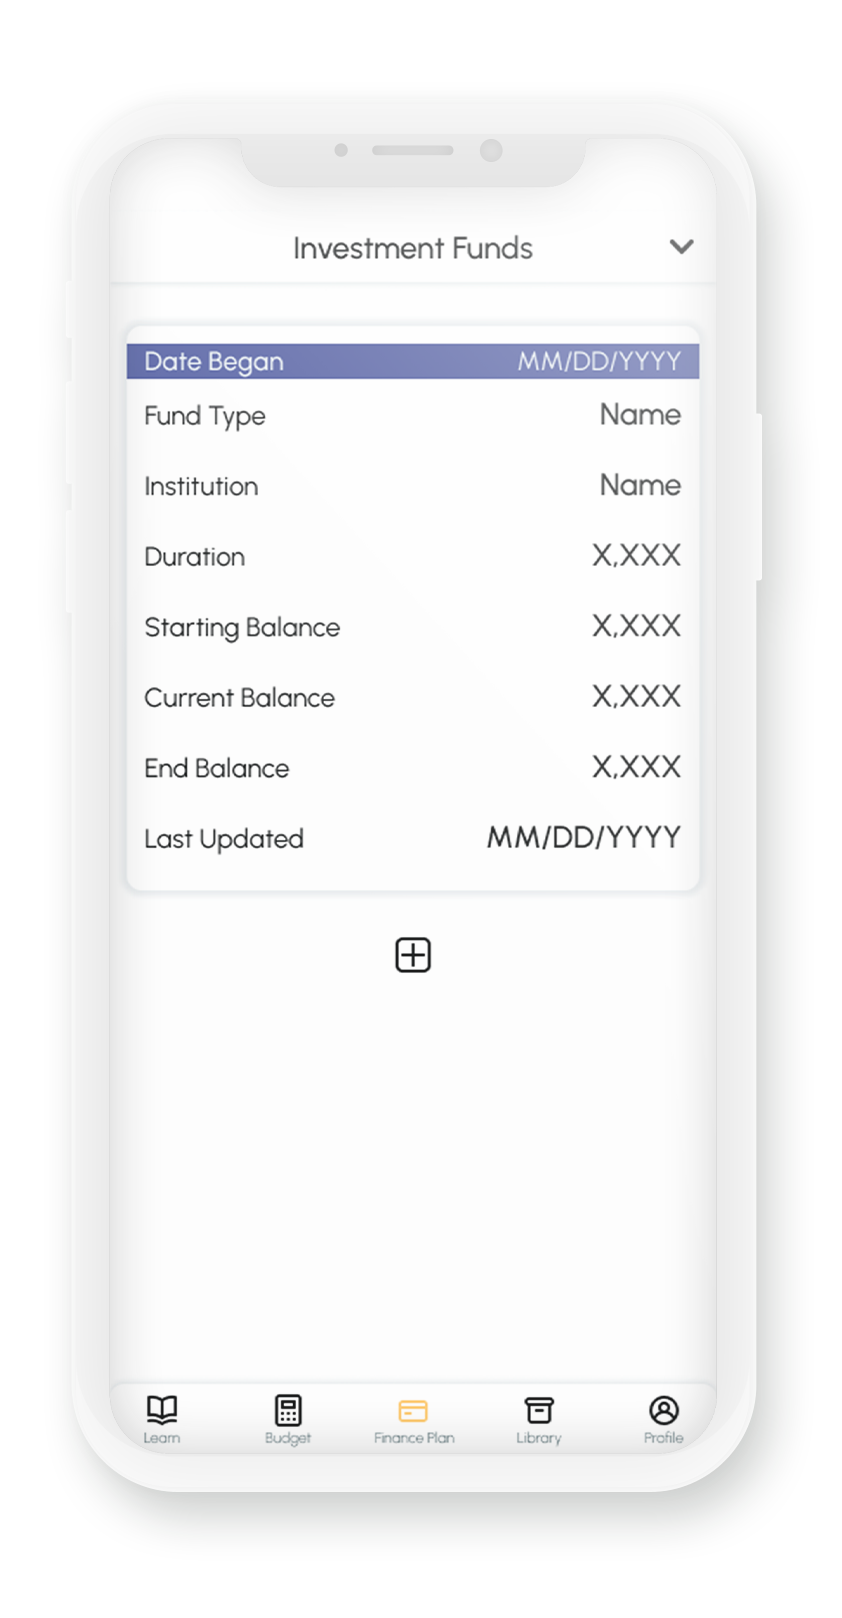 Investment Funds
Date Began MM/DD/YYYY
Fund Type Name
Institution Name
Duration X,XXX
Starting Balance X,XXX
Current Balance X,XXX
End Balance X,XXX
Last Updated MM/DD/YYYY
Learn Budget Finance Plan Library Profile